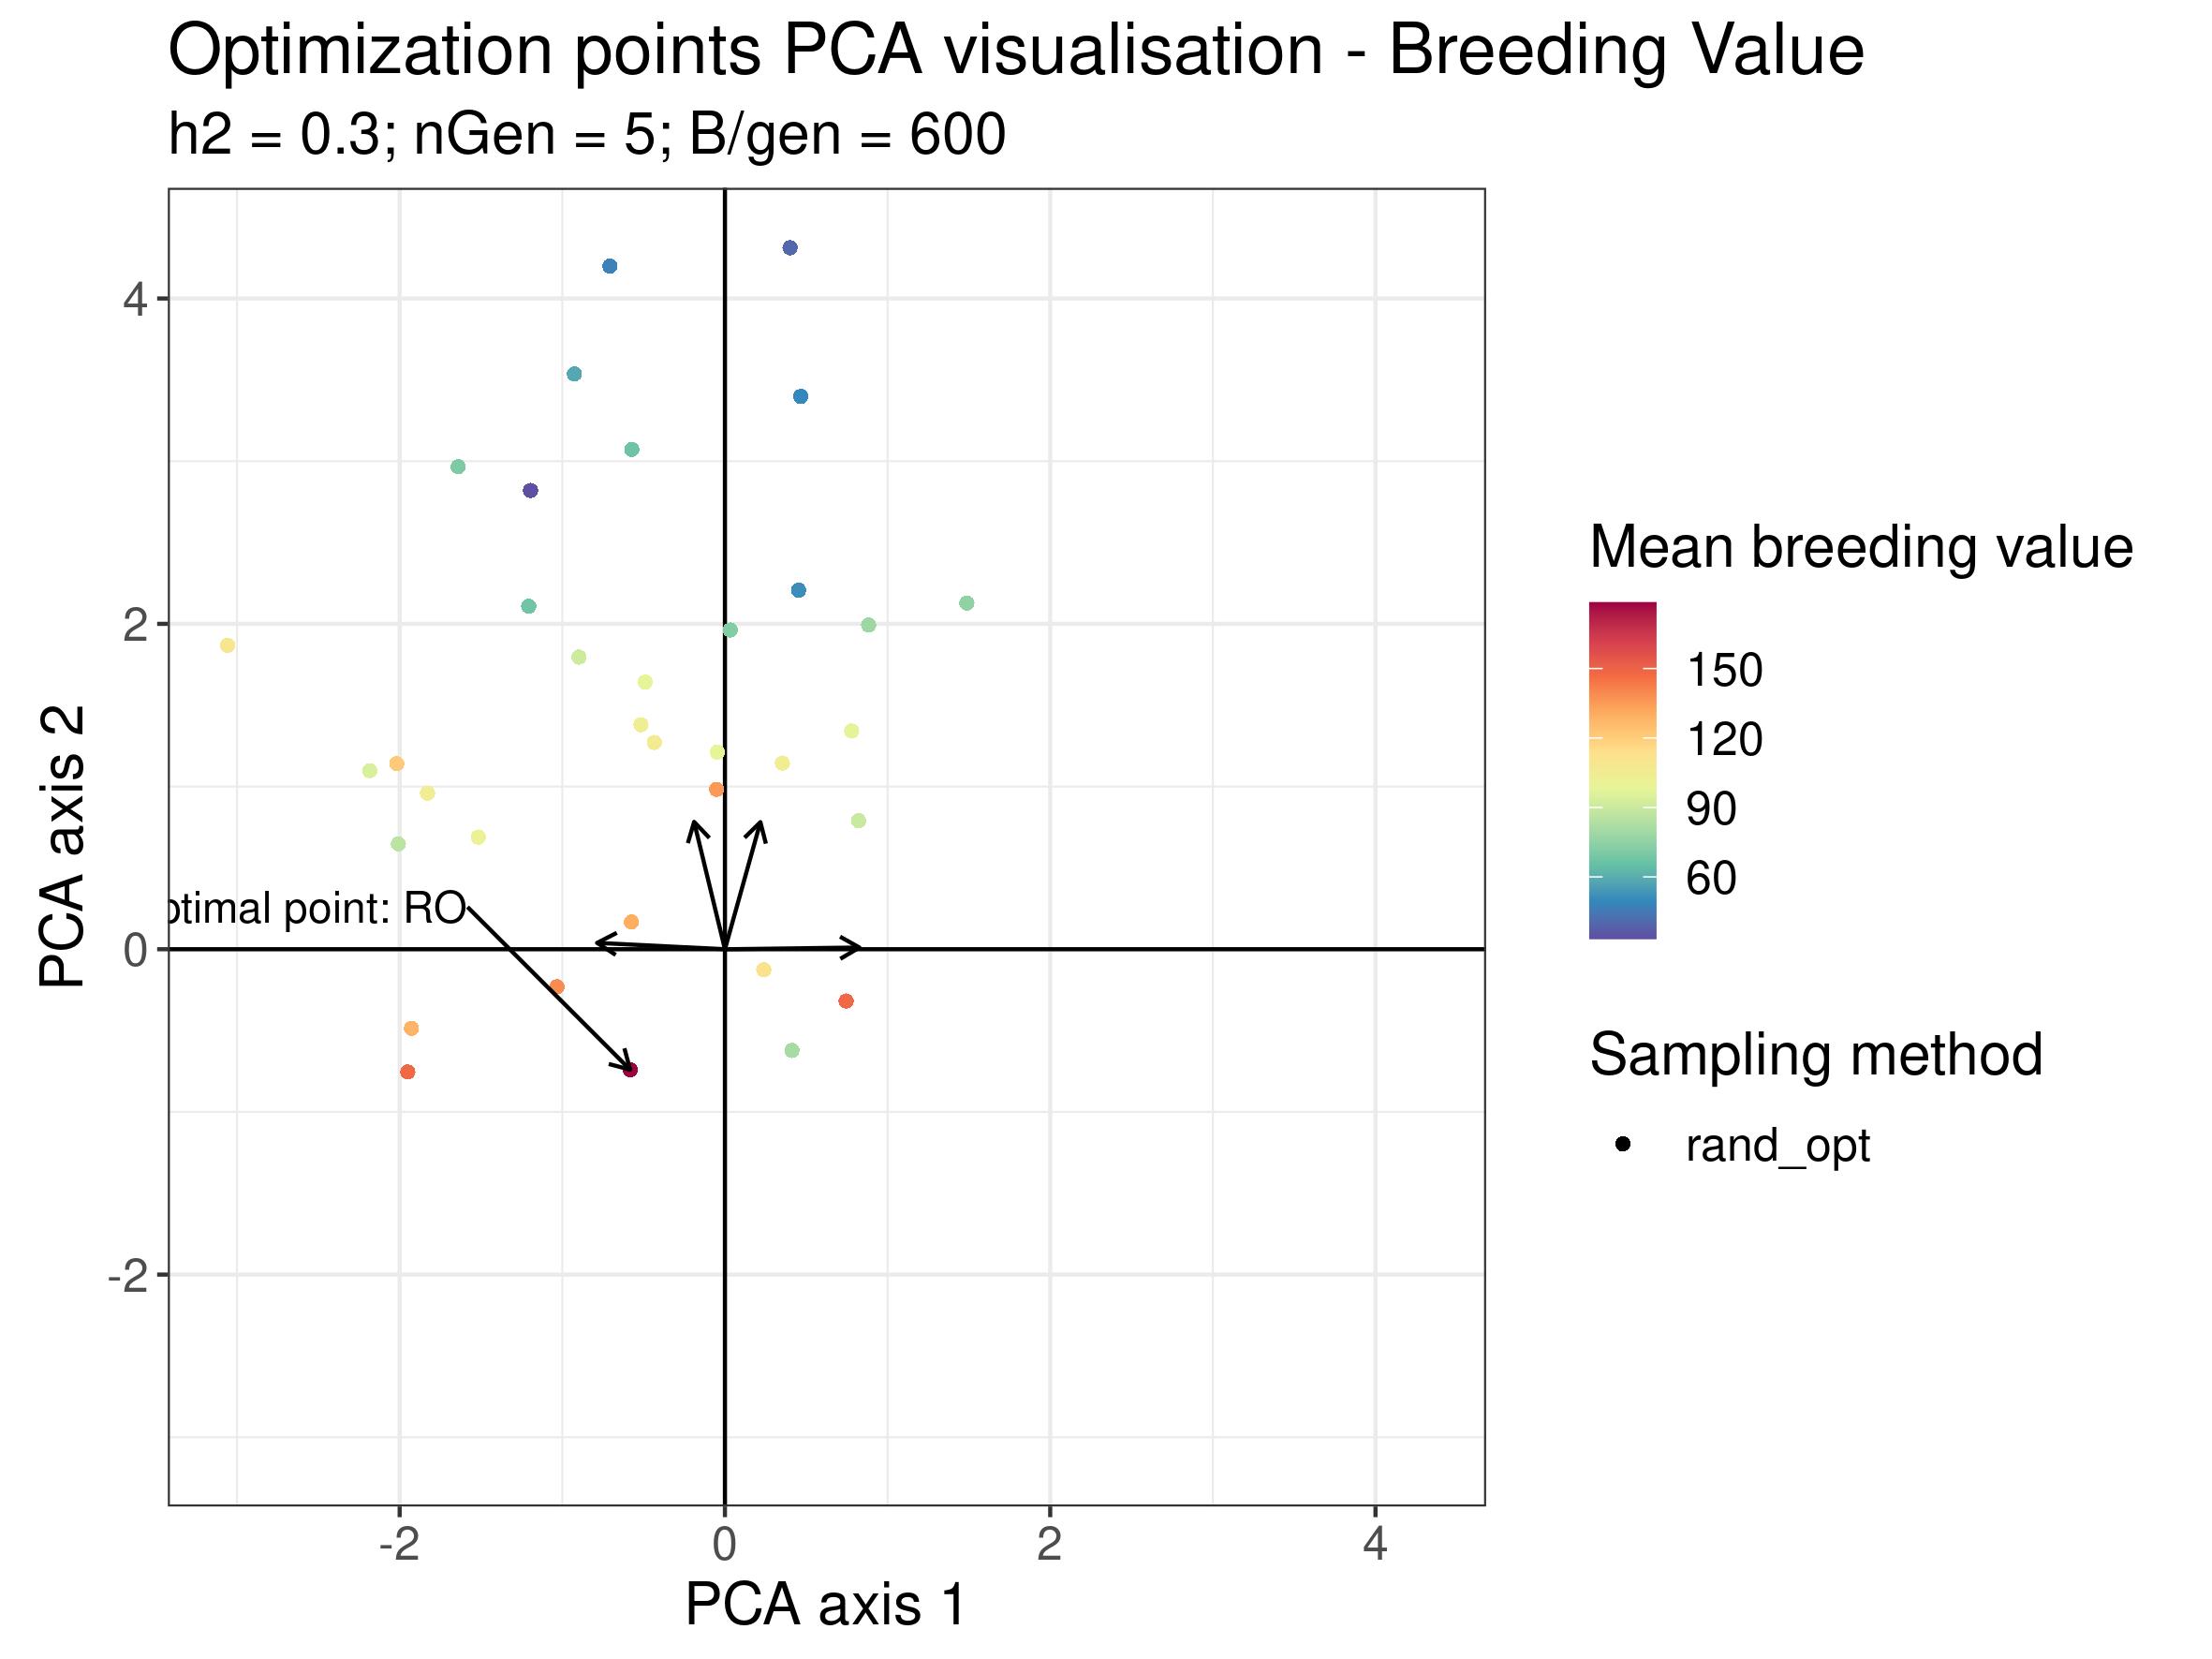 Optimization points PCA visualisation - Breeding Value
h2 = 0.3; nGen = 5; B/gen = 600
PCA axis 2
4
2
0
-2
ptimal point: RO
-2
0
2
4
PCA axis 1
Mean breeding value
150
120
90
60
Sampling method
rand_opt